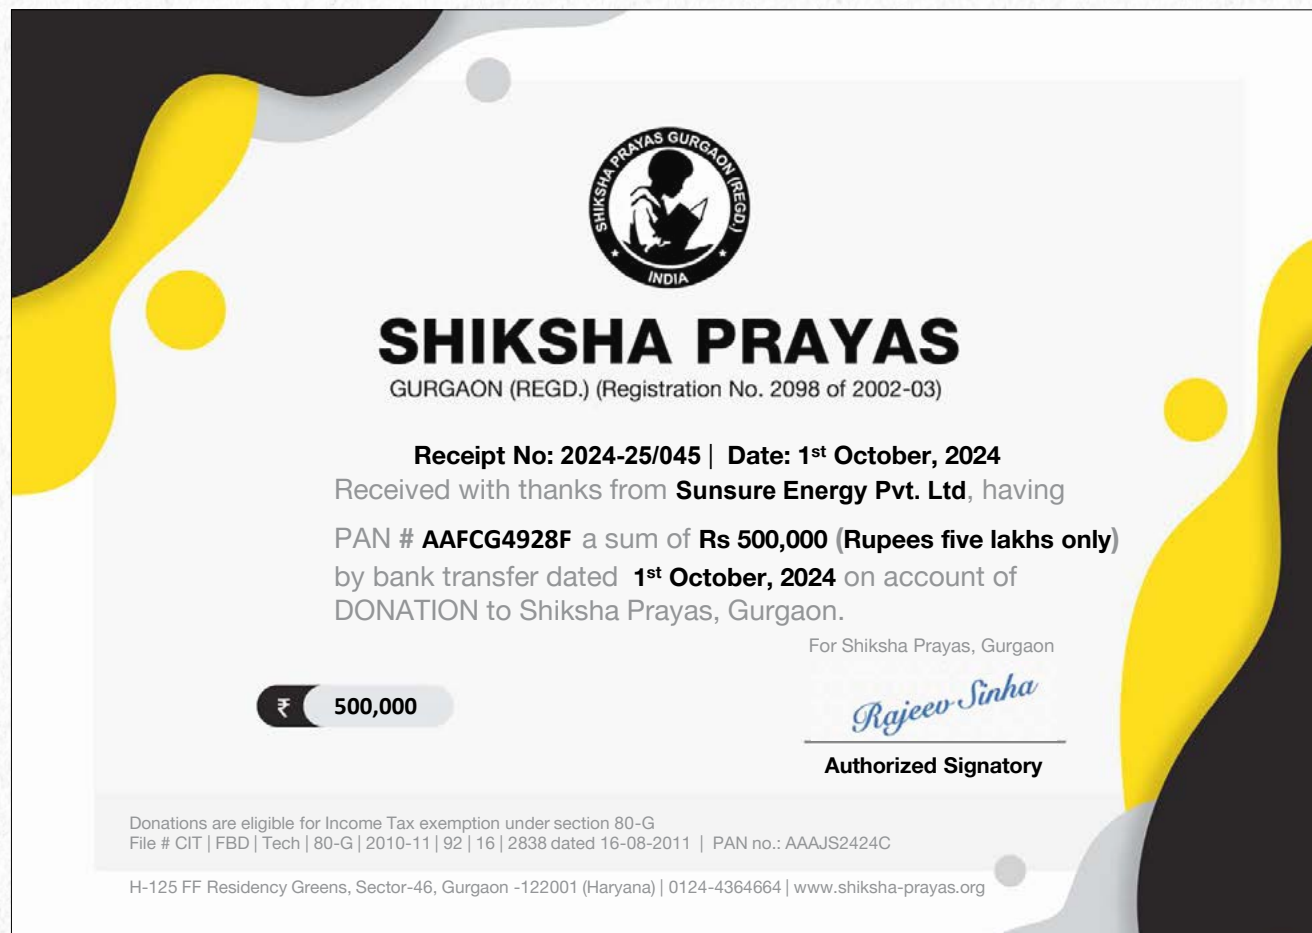 SHIKSHA PRAYAS GURGAON (REGD.)
INDIA
SHIKSHA PRAYAS
GURGAON (REGD.) (Registration No. 2098 of 2002-03)
Receipt No: 2024-25/045 | Date: 1st October, 2024
Received with thanks from Sunsure Energy Pvt. Ltd, having
PAN # AAFCG4928F a sum of Rs 500,000 (Rupees five lakhs only)
by bank transfer dated 1st October, 2024 on account of
DONATION to Shiksha Prayas, Gurgaon.
For Shiksha Prayas, Gurgaon
₹ 500,000
Rajeev Sinha
Authorized Signatory
Donations are eligible for Income Tax exemption under section 80-G
File # CIT | FBD | Tech | 80-G | 2010-11 | 92 | 16 | 2838 dated 16-08-2011 | PAN no.: AAAJS2424C
H-125 FF Residency Greens, Sector-46, Gurgaon -122001 (Haryana) | 0124-4364664 | www.shiksha-prayas.org